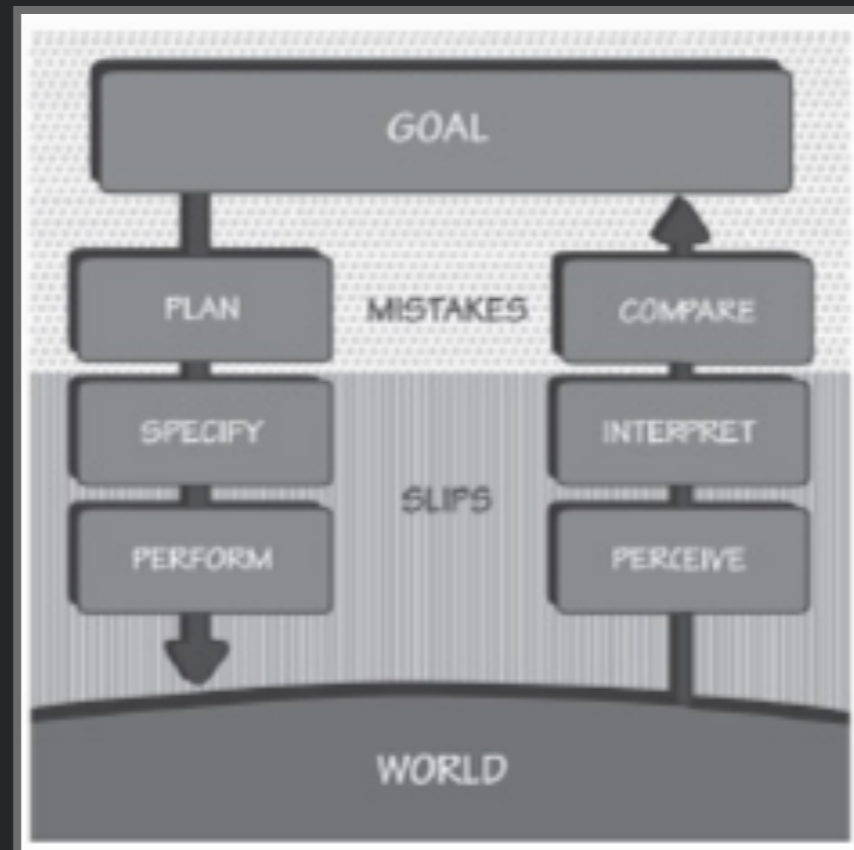 GOAL
PLAN
MISTAKES
COMPARE
SPECIFY
INTERPRET
SLIPS
PERFORM
PERCEIVE
WORLD